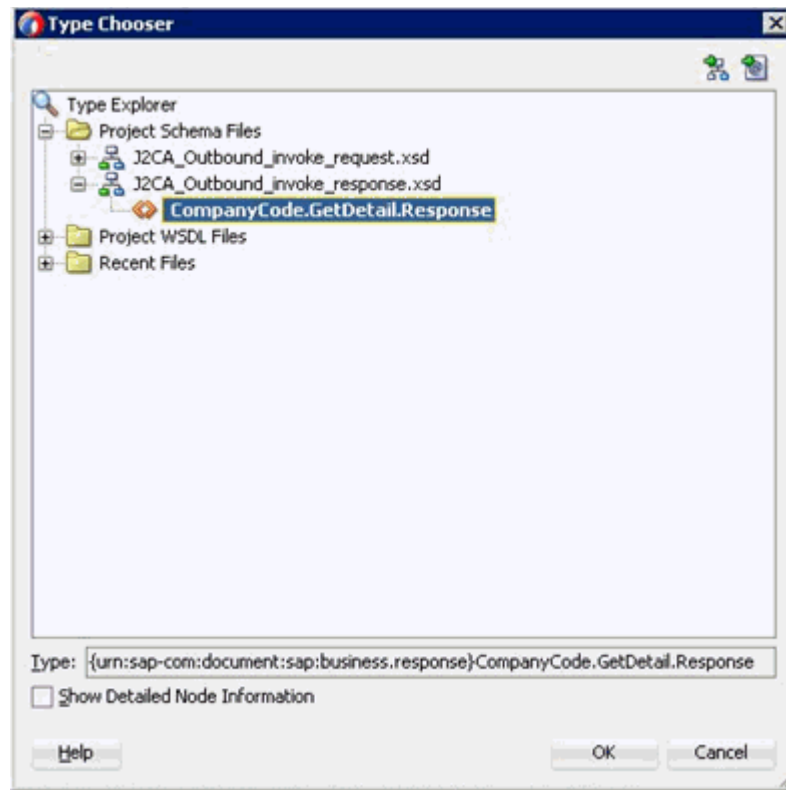 Type Chooser
Type Explorer
Project Schema Files
J2CA_Outbound_invoke_request.xsd
J2CA_Outbound_invoke_response.xsd
CompanyCode.GetDetail.Response
Project WSDL Files
Recent Files
Type: {urn:sap-com:document:sap:business.response}CompanyCode.GetDetail.Response
Show Detailed Node Information
Help OK Cancel